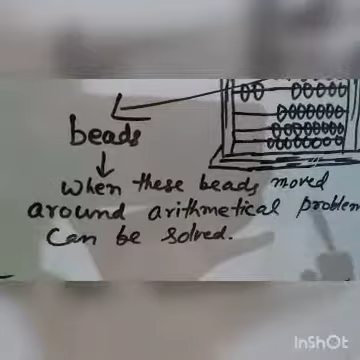 beads
When these beads moved
around arithmetical problem
Can be solved.
InShOt